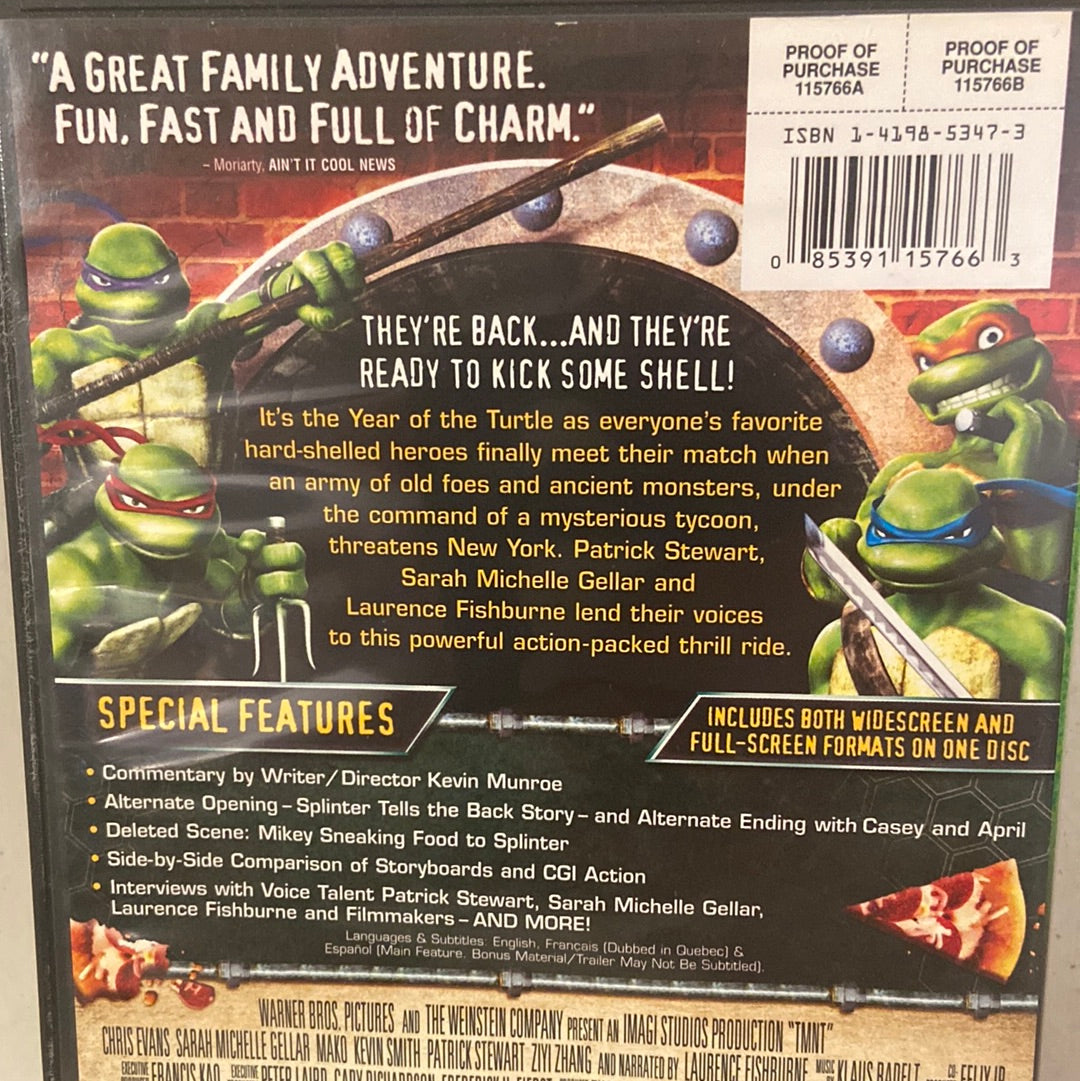 "A GREAT FAMILY ADVENTURE.
FUN, FAST AND FULL OF CHARM."
– Moriarty, AIN'T IT COOL NEWS
PROOF OF
PURCHASE
115766A
PROOF OF
PURCHASE
115766B
ISBN 1-4198-5347-3
0 85391 15766 3
THEY'RE BACK...AND THEY'RE
READY TO KICK SOME SHELL!
It's the Year of the Turtle as everyone's favorite
hard-shelled heroes finally meet their match when
an army of old foes and ancient monsters, under
the command of a mysterious tycoon,
threatens New York. Patrick Stewart,
Sarah Michelle Gellar and
Laurence Fishburne lend their voices
to this powerful action-packed thrill ride.
SPECIAL FEATURES
INCLUDES BOTH WIDESCREEN AND
FULL-SCREEN FORMATS ON ONE DISC
• Commentary by Writer/Director Kevin Munroe
• Alternate Opening – Splinter Tells the Back Story – and Alternate Ending with Casey and April
• Deleted Scene: Mikey Sneaking Food to Splinter
• Side-by-Side Comparison of Storyboards and CGI Action
• Interviews with Voice Talent Patrick Stewart, Sarah Michelle Gellar,
Laurence Fishburne and Filmmakers – AND MORE!
Languages & Subtitles: English, Francais (Dubbed in Quebec) &
Español (Main Feature. Bonus Material/Trailer May Not Be Subtitled).
WARNER BROS. PICTURES AND THE WEINSTEIN COMPANY PRESENT AN IMAGI STUDIOS PRODUCTION "TMNT"
CHRIS EVANS SARAH MICHELLE GELLAR MAKO KEVIN SMITH PATRICK STEWART ZIYI ZHANG AND NARRATED BY LAURENCE FISHBURNE MUSIC KLAUS BADELT CO- FELIX IP
EXECUTIVE FRANCIS KAO EXECUTIVE PETER LAIRD GARY RICHARDSON